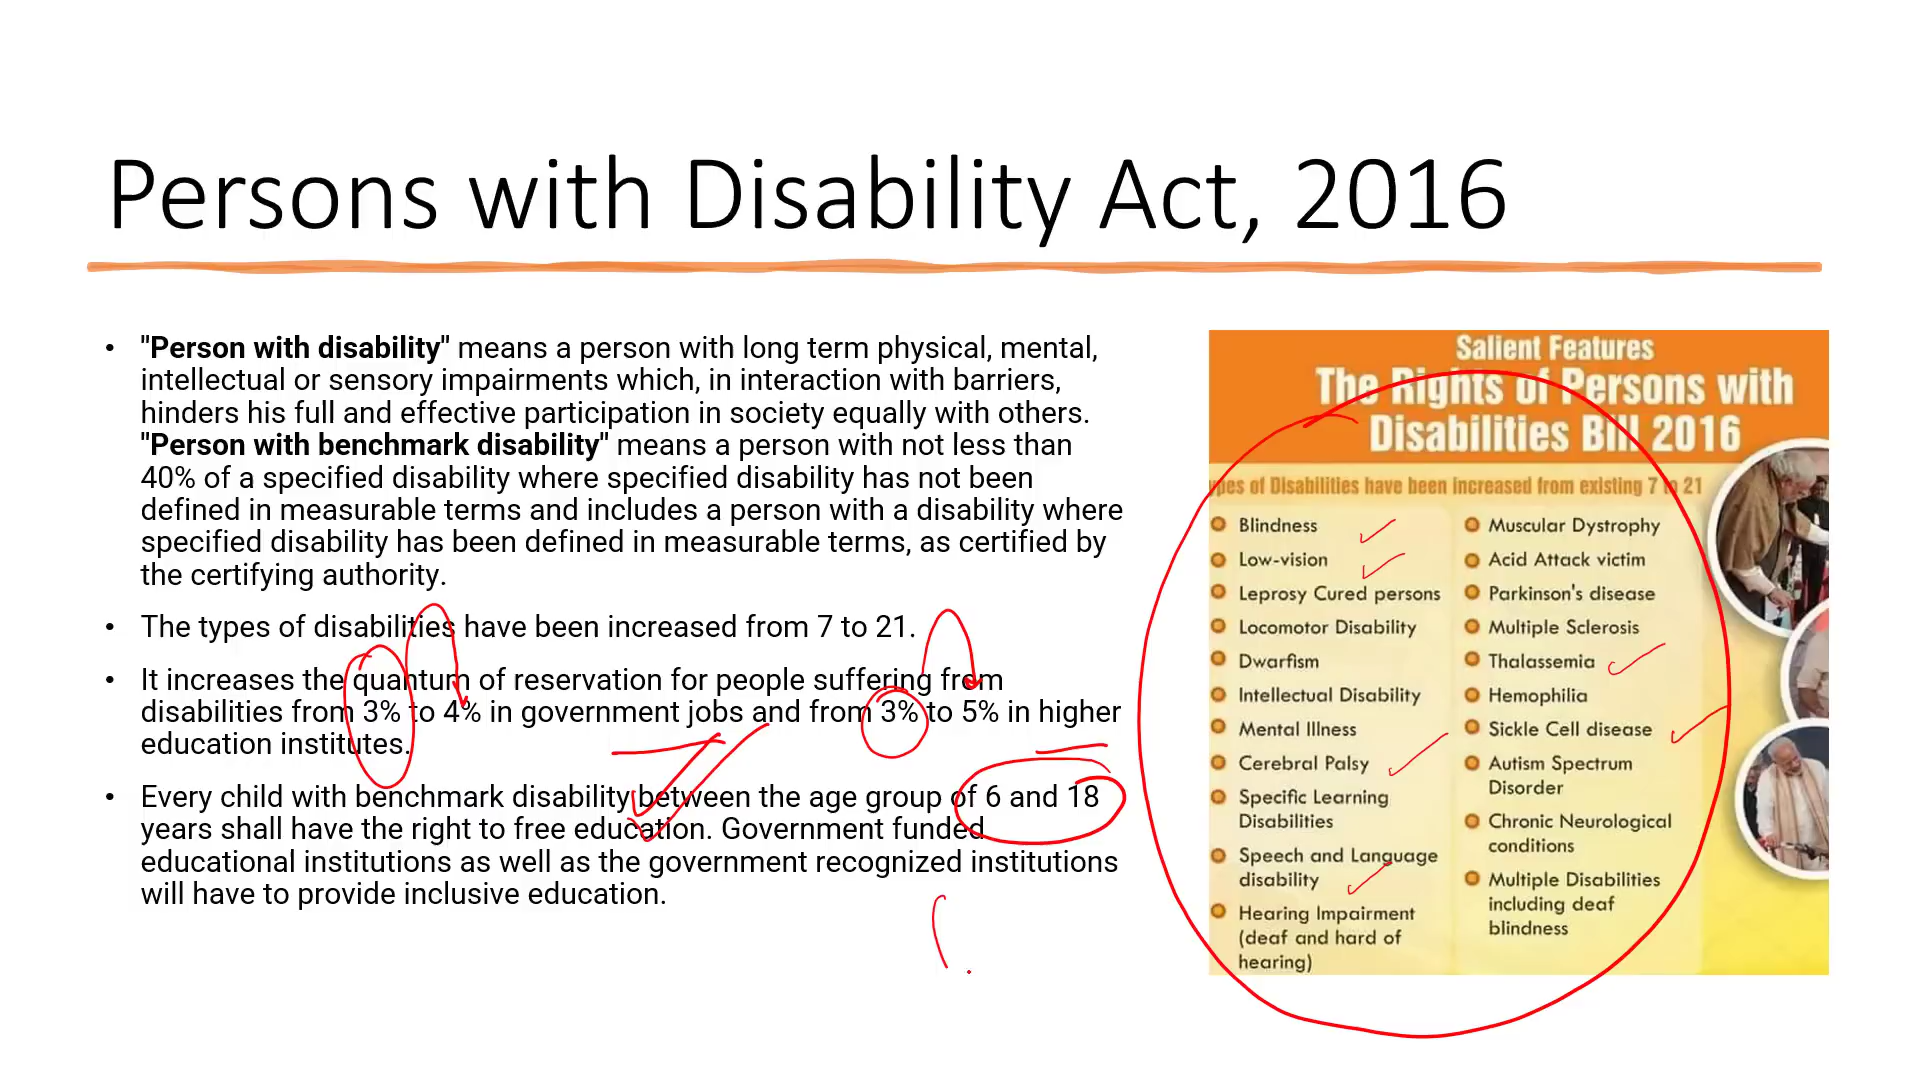 Persons with Disability Act, 2016
• "Person with disability" means a person with long term physical, mental,
intellectual or sensory impairments which, in interaction with barriers,
hinders his full and effective participation in society equally with others.
"Person with benchmark disability" means a person with not less than
40% of a specified disability where specified disability has not been
defined in measurable terms and includes a person with a disability where
specified disability has been defined in measurable terms, as certified by
the certifying authority.
• The types of disabilities have been increased from 7 to 21.
• It increases the quantum of reservation for people suffering from
disabilities from 3% to 4% in government jobs and from 3% to 5% in higher
education institutes.
• Every child with benchmark disability between the age group of 6 and 18
years shall have the right to free education. Government funded
educational institutions as well as the government recognized institutions
will have to provide inclusive education.
Salient Features
The Rights of Persons with
Disabilities Bill 2016
ypes of Disabilities have been increased from existing 7 to 21
Blindness
Low-vision
Leprosy Cured persons
Locomotor Disability
Dwarfism
Intellectual Disability
Mental Illness
Cerebral Palsy
Specific Learning
Disabilities
Speech and Language
disability
Hearing Impairment
(deaf and hard of
hearing)
Muscular Dystrophy
Acid Attack victim
Parkinson's disease
Multiple Sclerosis
Thalassemia
Hemophilia
Sickle Cell disease
Autism Spectrum
Disorder
Chronic Neurological
conditions
Multiple Disabilities
including deaf
blindness